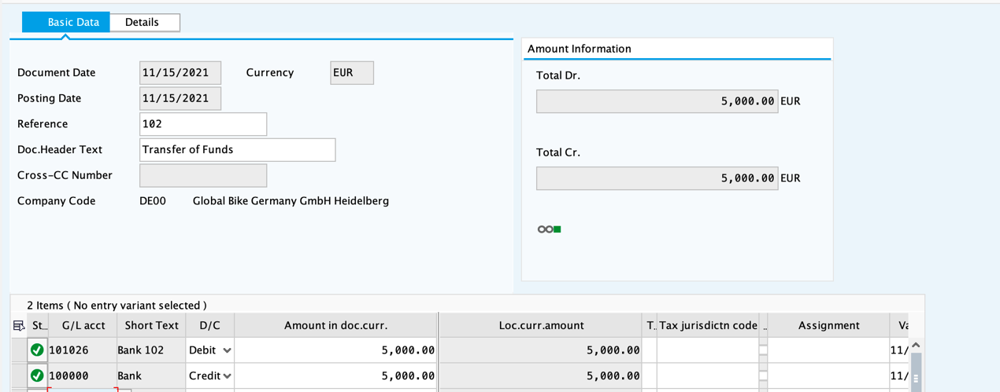 Basic Data Details
Amount Information
Document Date 11/15/2021 Currency EUR
Total Dr.
Posting Date 11/15/2021
5,000.00 EUR
Reference 102
Doc.Header Text Transfer of Funds
Total Cr.
Cross-CC Number
5,000.00 EUR
Company Code DE00 Global Bike Germany GmbH Heidelberg
2 Items ( No entry variant selected )
St... G/L acct Short Text D/C Amount in doc.curr. Loc.curr.amount T. Tax jurisdictn code .. Assignment Va
101026 Bank 102 Debit 5,000.00 5,000.00 11/
100000 Bank Credit 5,000.00 5,000.00 11/